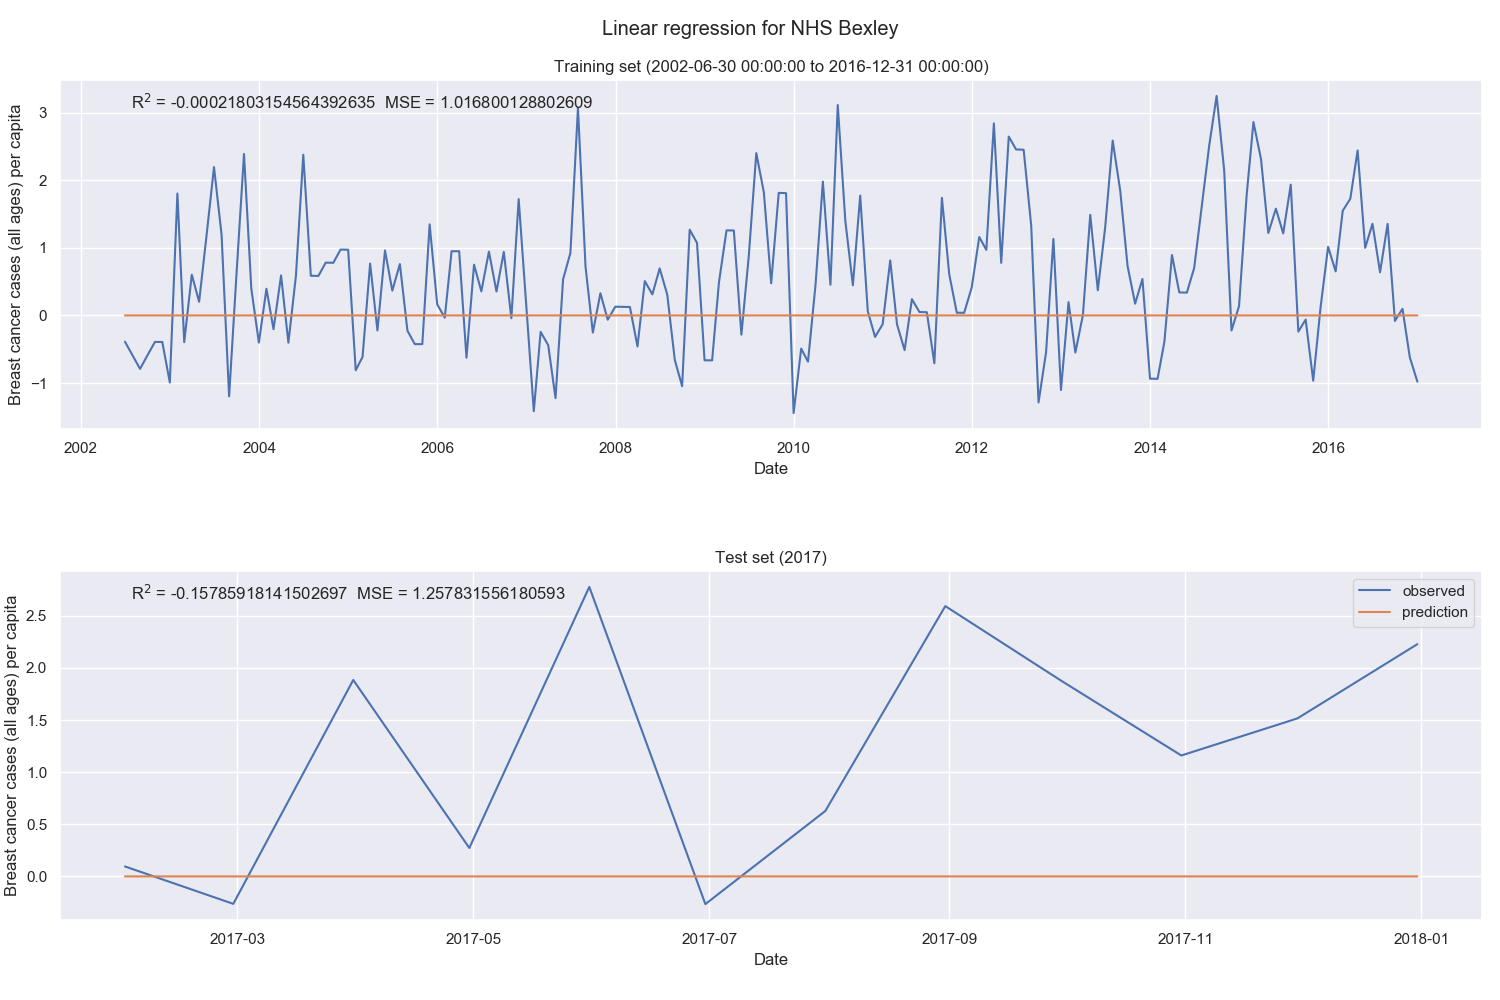 Linear regression for NHS Bexley
Training set (2002-06-30 00:00:00 to 2016-12-31 00:00:00)
R² = -0.00021803154564392635 MSE = 1.016800128802609
Breast cancer cases (all ages) per capita
3
2
1
0
−1
2002 2004 2006 2008 2010 2012 2014 2016
Date
Test set (2017)
R² = -0.15785918141502697 MSE = 1.257831556180593
observed
prediction
Breast cancer cases (all ages) per capita
2.5
2.0
1.5
1.0
0.5
0.0
2017-03 2017-05 2017-07 2017-09 2017-11 2018-01
Date